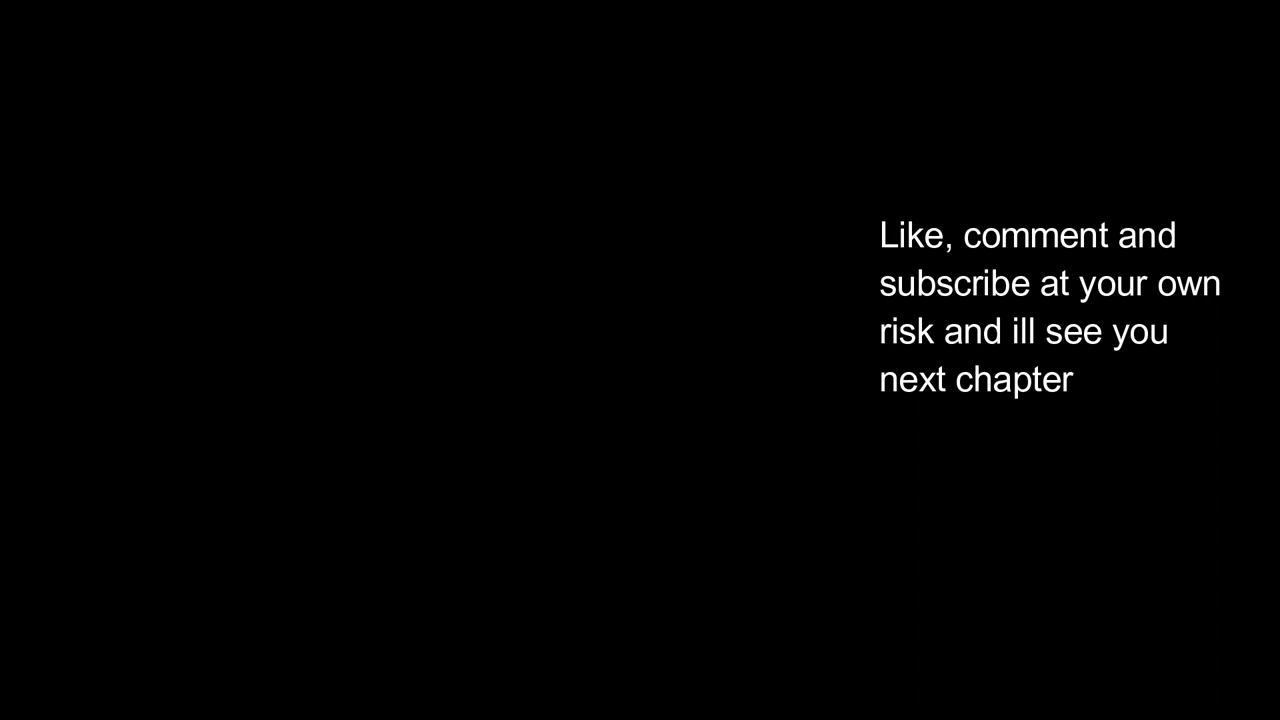 Like, comment and
subscribe at your own
risk and ill see you
next chapter